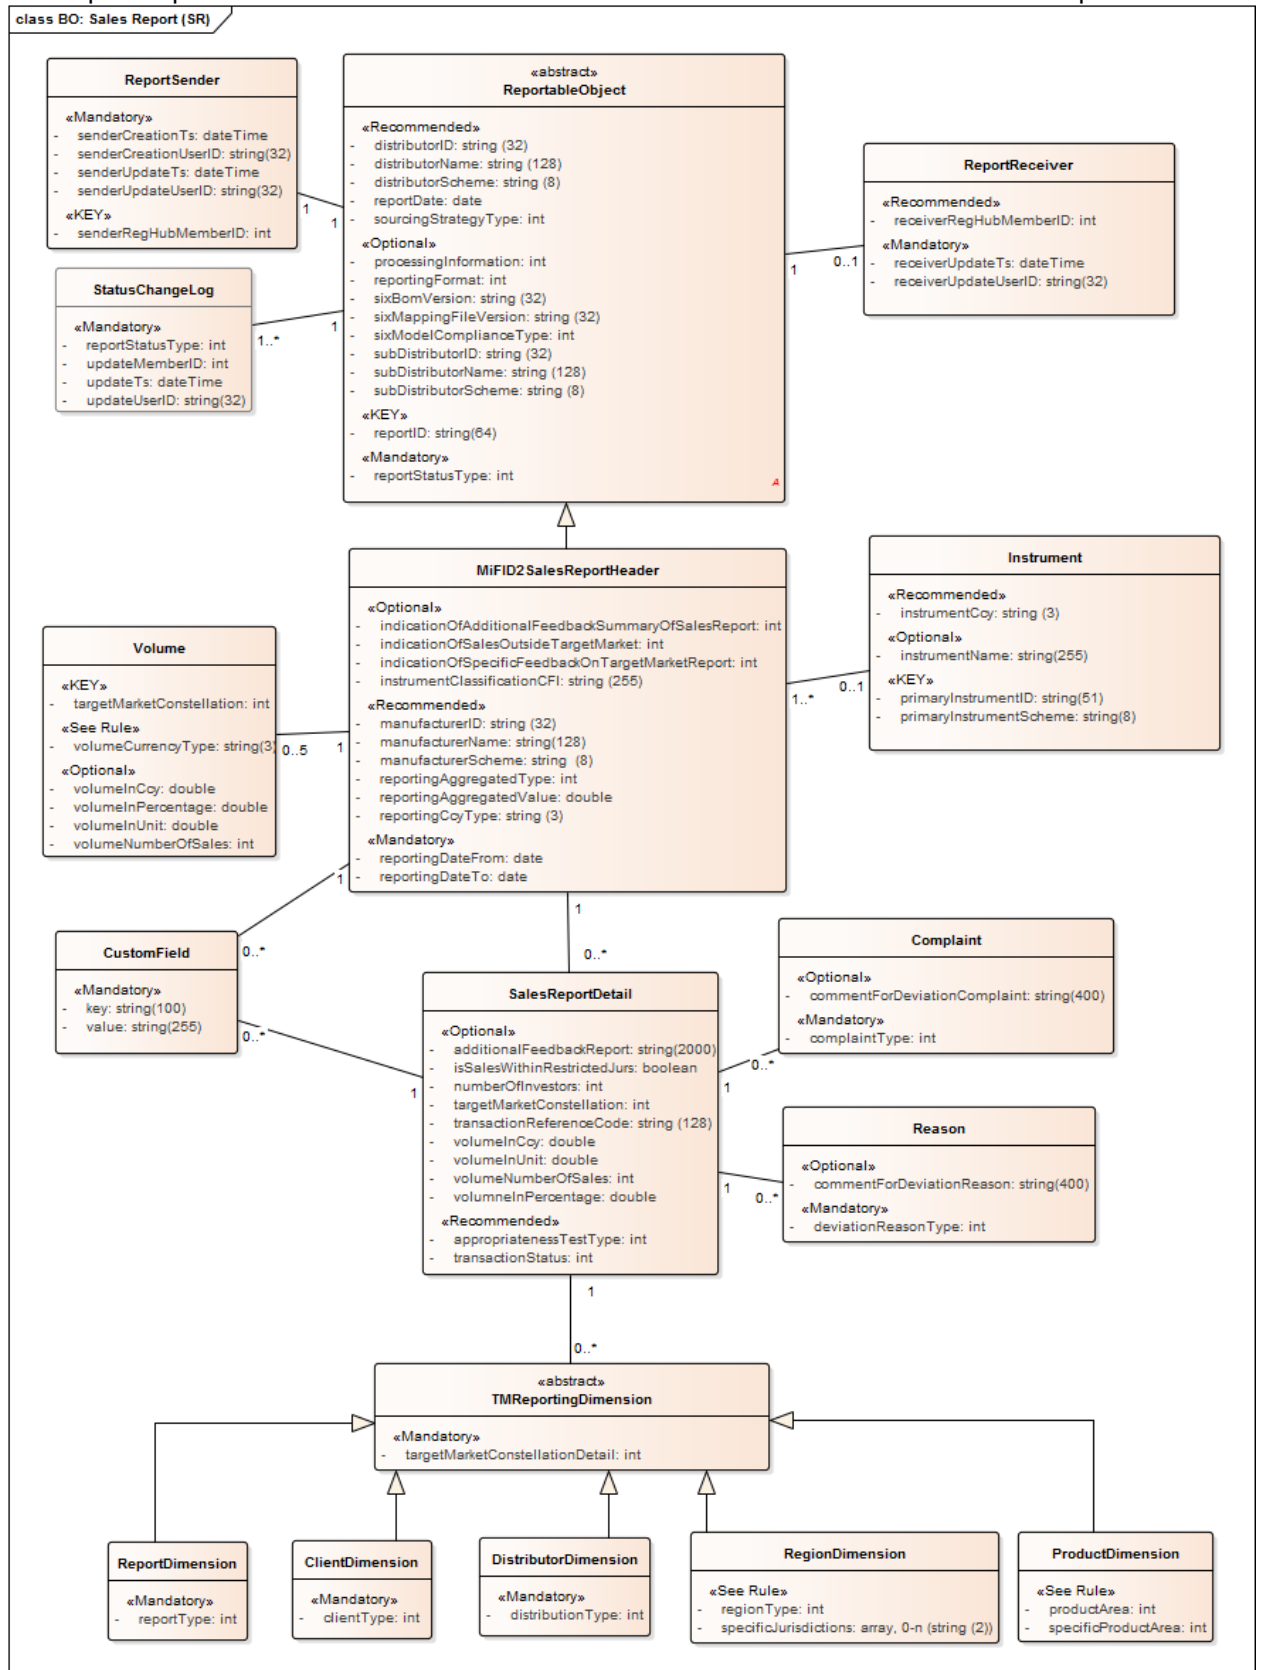 class BO: Sales Report (SR)
ReportSender
«Mandatory»
- senderCreationTs: dateTime
- senderCreationUserID: string(32)
- senderUpdateTs: dateTime
- senderUpdateUserID: string(32)
«KEY»
- senderRegHubMemberID: int
1
1
«abstract»
ReportableObject
«Recommended»
- distributorID: string (32)
- distributorName: string (128)
- distributorScheme: string (8)
- reportDate: date
- sourcingStrategyType: int
«Optional»
- processingInformation: int
- reportingFormat: int
- sixBomVersion: string (32)
- sixMappingFileVersion: string (32)
- sixModelComplianceType: int
- subDistributorID: string (32)
- subDistributorName: string (128)
- subDistributorScheme: string (8)
«KEY»
- reportID: string(64)
«Mandatory»
- reportStatusType: int
A
ReportReceiver
«Recommended»
- receiverRegHubMemberID: int
«Mandatory»
- receiverUpdateTs: dateTime
- receiverUpdateUserID: string(32)
1
0..1
StatusChangeLog
«Mandatory»
- reportStatusType: int
- updateMemberID: int
- updateTs: dateTime
- updateUserID: string(32)
1..*
1
MiFID2SalesReportHeader
«Optional»
- indicationOfAdditionalFeedbackSummaryOfSalesReport: int
- indicationOfSalesOutsideTargetMarket: int
- indicationOfSpecificFeedbackOnTargetMarketReport: int
- instrumentClassificationCFI: string (255)
«Recommended»
- manufacturerID: string (32)
- manufacturerName: string(128)
- manufacturerScheme: string (8)
- reportingAggregatedType: int
- reportingAggregatedValue: double
- reportingCcyType: string (3)
«Mandatory»
- reportingDateFrom: date
- reportingDateTo: date
Instrument
«Recommended»
- instrumentCcy: string (3)
«Optional»
- instrumentName: string(255)
«KEY»
- primaryInstrumentID: string(51)
- primaryInstrumentScheme: string(8)
1..*
0..1
Volume
«KEY»
- targetMarketConstellation: int
«See Rule»
- volumeCurrencyType: string(3)
«Optional»
- volumeInCcy: double
- volumeInPercentage: double
- volumeInUnit: double
- volumeNumberOfSales: int
0..5
1
1
0..*
CustomField
«Mandatory»
- key: string(100)
- value: string(255)
0..*
1
1
0..*
SalesReportDetail
«Optional»
- additionalFeedbackReport: string(2000)
- isSalesWithinRestrictedJurs: boolean
- numberOfInvestors: int
- targetMarketConstellation: int
- transactionReferenceCode: string (128)
- volumeInCcy: double
- volumeInUnit: double
- volumeNumberOfSales: int
- volumneInPercentage: double
«Recommended»
- appropriatenessTestType: int
- transactionStatus: int
Complaint
«Optional»
- commentForDeviationComplaint: string(400)
«Mandatory»
- complaintType: int
0..*
1
Reason
«Optional»
- commentForDeviationReason: string(400)
«Mandatory»
- deviationReasonType: int
1
0..*
1
0..*
«abstract»
TMReportingDimension
«Mandatory»
- targetMarketConstellationDetail: int
ReportDimension
«Mandatory»
- reportType: int
ClientDimension
«Mandatory»
- clientType: int
DistributorDimension
«Mandatory»
- distributionType: int
RegionDimension
«See Rule»
- regionType: int
- specificJurisdictions: array, 0-n (string (2))
ProductDimension
«See Rule»
- productArea: int
- specificProductArea: int